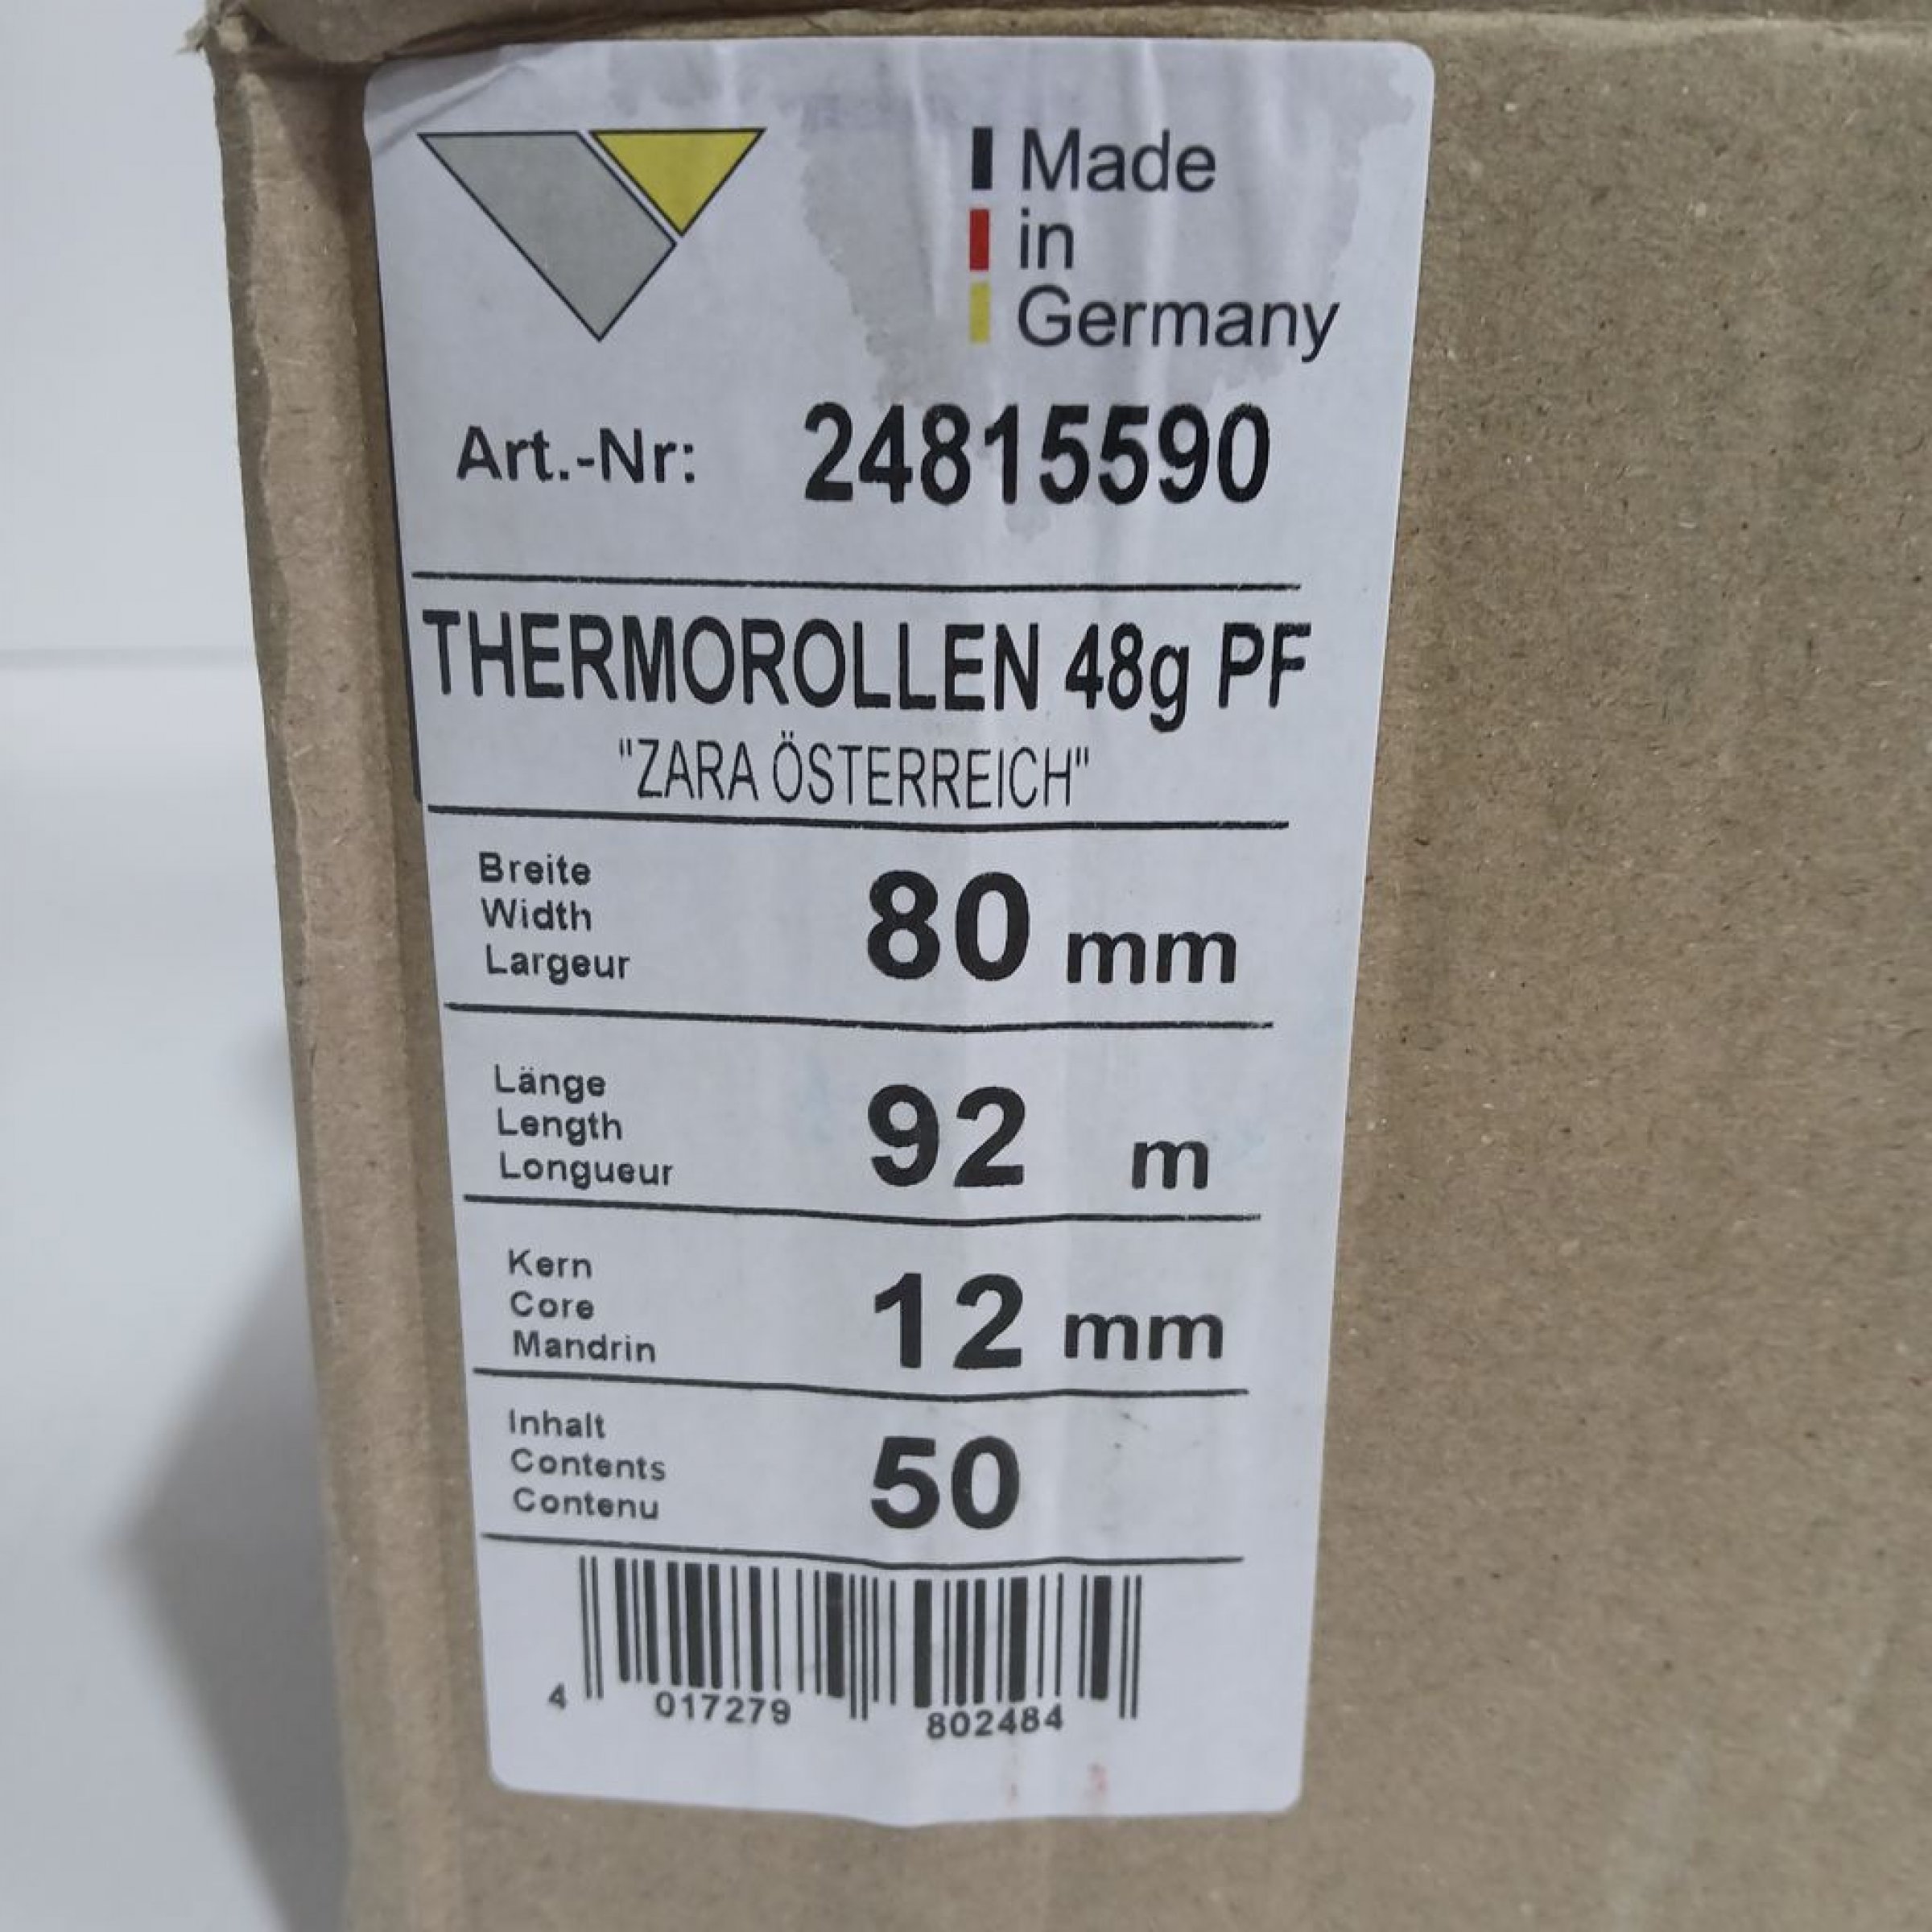 Made
in
Germany
Art.-Nr: 24815590
THERMOROLLEN 48g PF
"ZARA ÖSTERREICH"
Breite
Width
Largeur
80 mm
Länge
Length
Longueur
92 m
Kern
Core
Mandrin
12 mm
Inhalt
Contents
Contenu
50
4 017279 802484